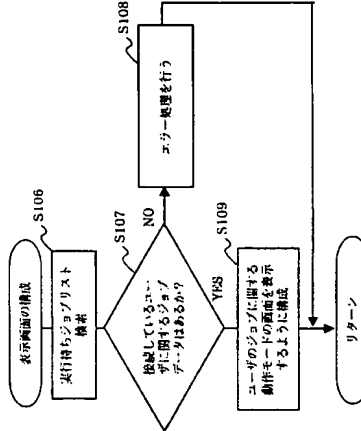 表示画面の構成
S106
実行待ちジョブリスト
検索
S107
接続しているユー
ザに関するジョブ
データはあるか?
NO
S108
エラー処理を行う
YES
S109
ユーザのジョブに関する
動作モードの画面を表示
するように構成
リターン